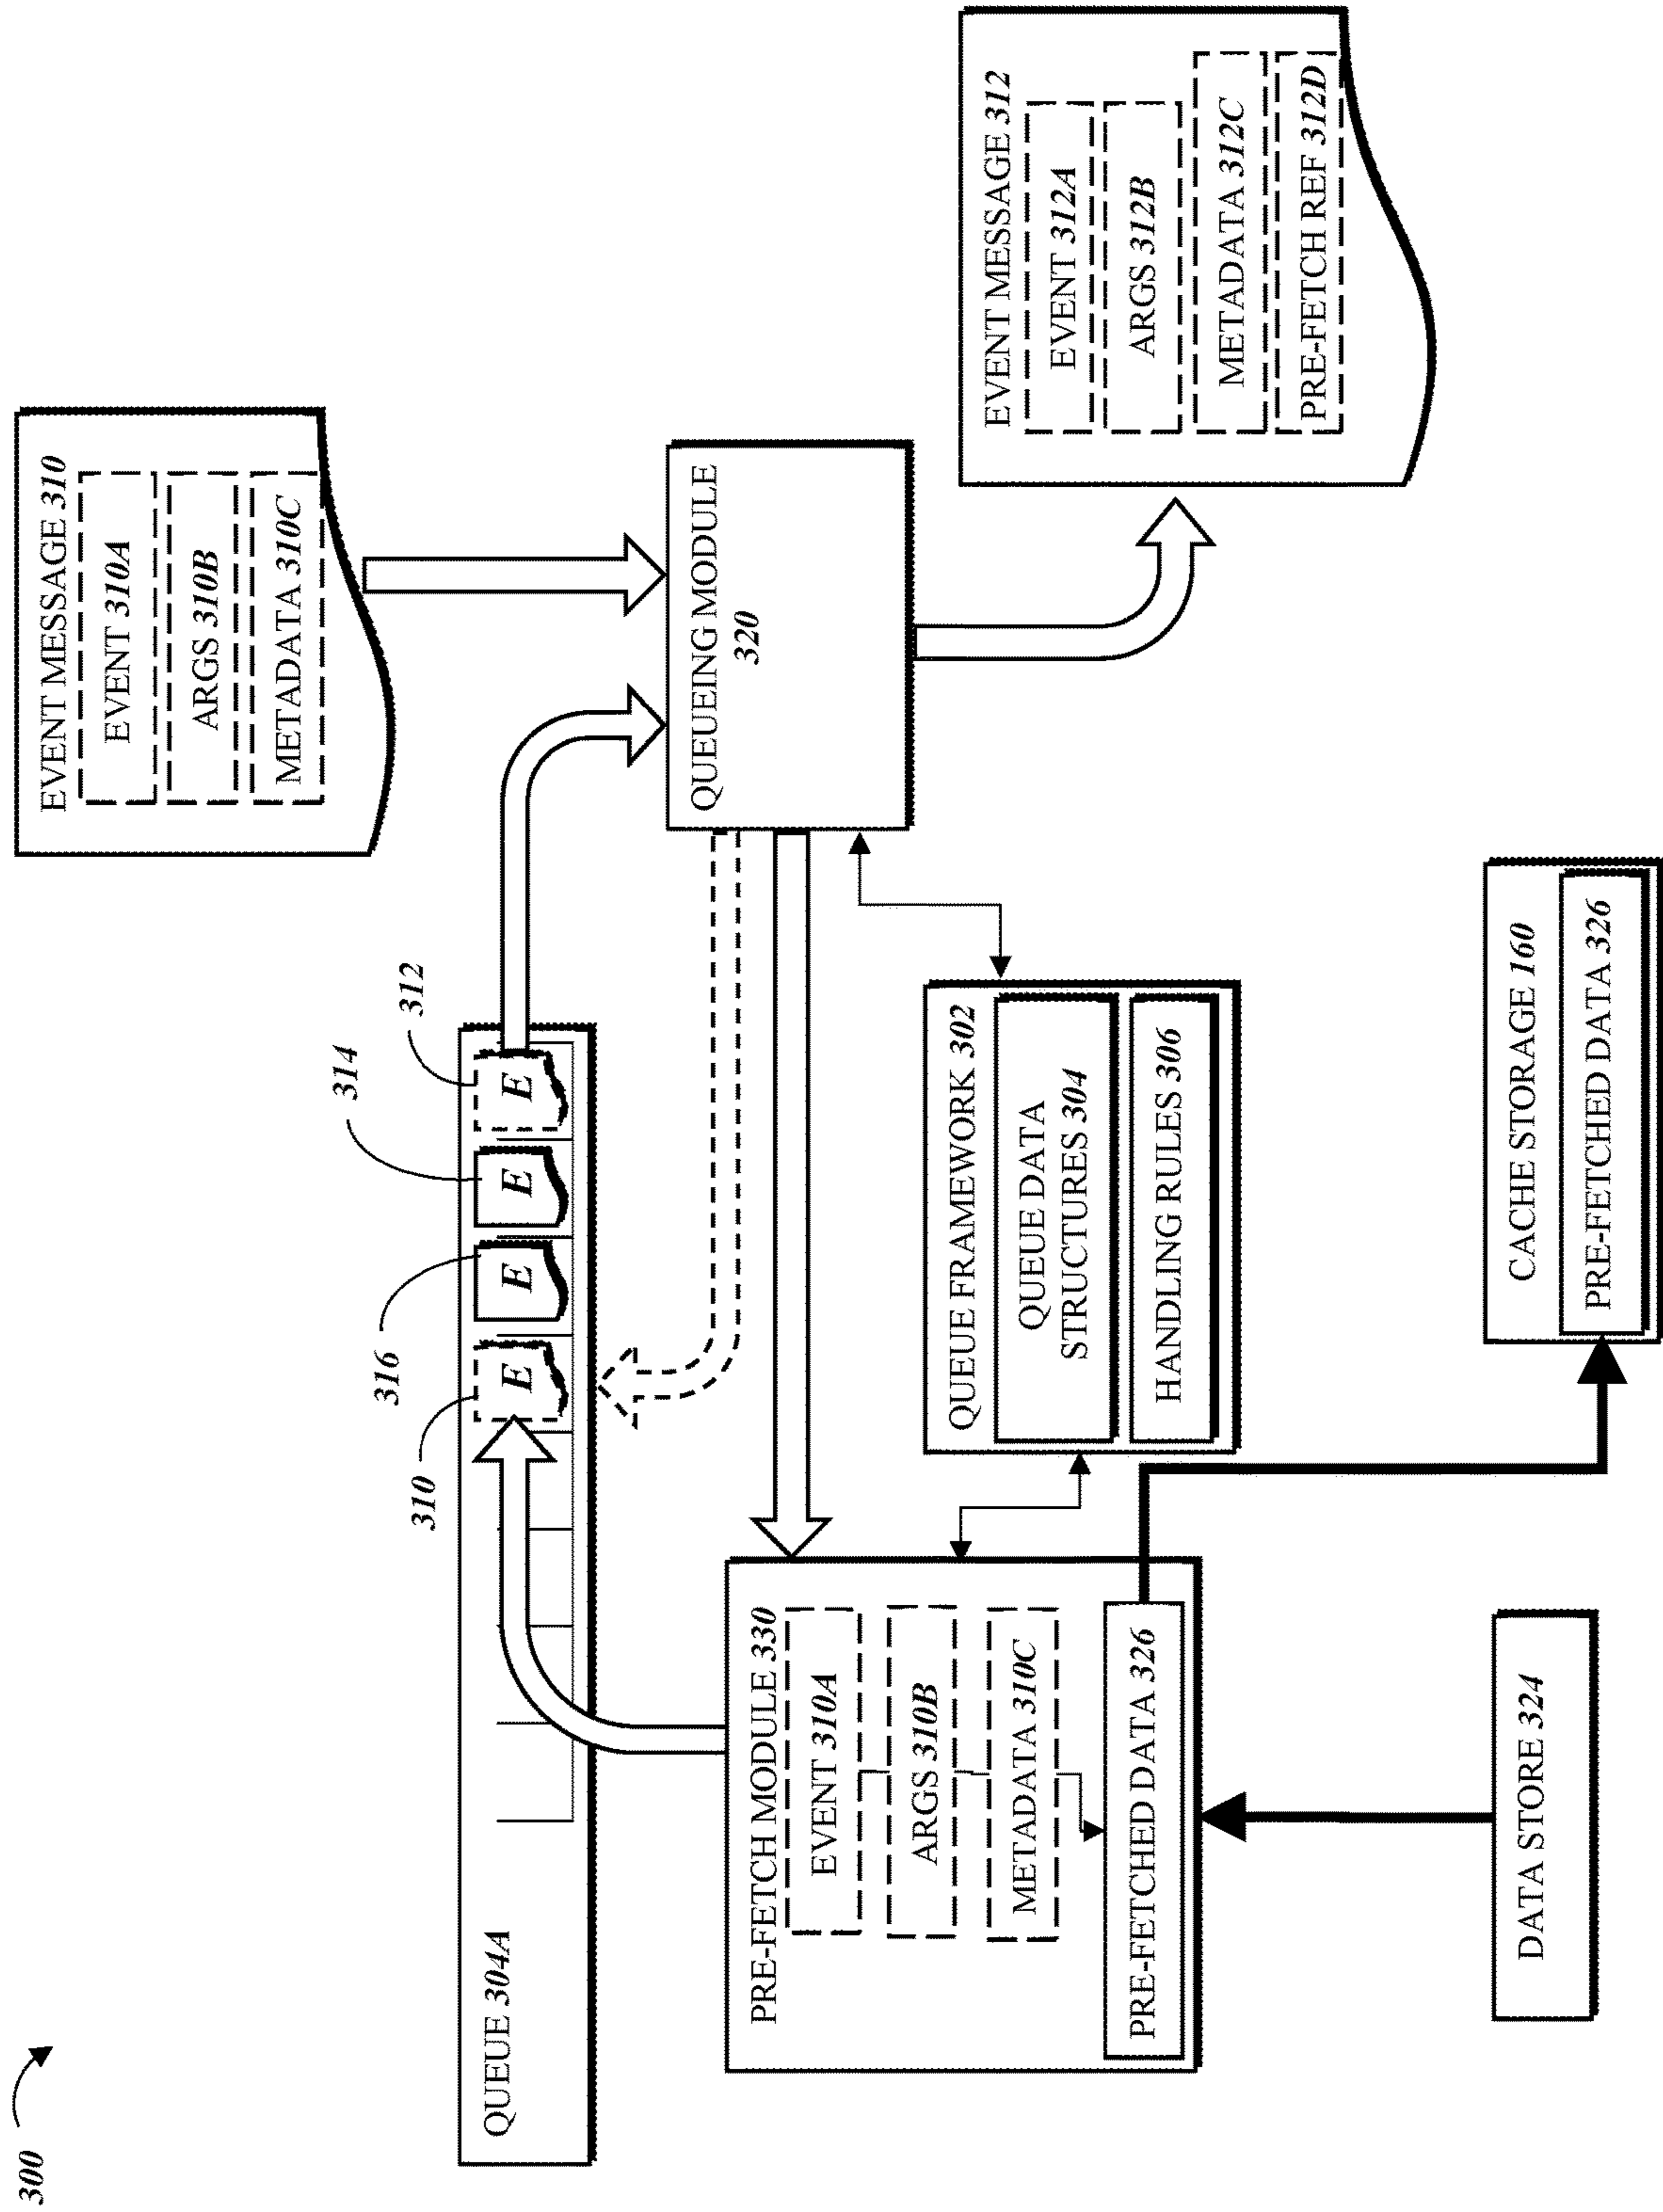 300
EVENT MESSAGE 310
EVENT 310A
ARGS 310B
METADATA 310C
QUEUE 304A
310
316
314
312
E
E
E
E
QUEUEING MODULE
320
PRE-FETCH MODULE 330
EVENT 310A
ARGS 310B
METADATA 310C
PRE-FETCHED DATA 326
QUEUE FRAMEWORK 302
QUEUE DATA
STRUCTURES 304
HANDLING RULES 306
EVENT MESSAGE 312
EVENT 312A
ARGS 312B
METADATA 312C
PRE-FETCH REF 312D
DATA STORE 324
CACHE STORAGE 160
PRE-FETCHED DATA 326